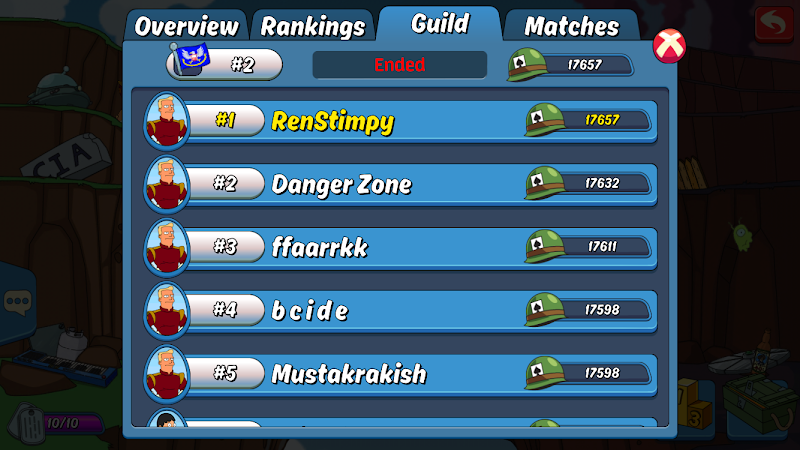 Overview Rankings Guild Matches
#2 Ended 17657
#1 RenStimpy 17657
#2 Danger Zone 17632
#3 ffaarrkk 17611
CIA
#4 b c i d e 17598
#5 Mustakrakish 17598
10/10
3